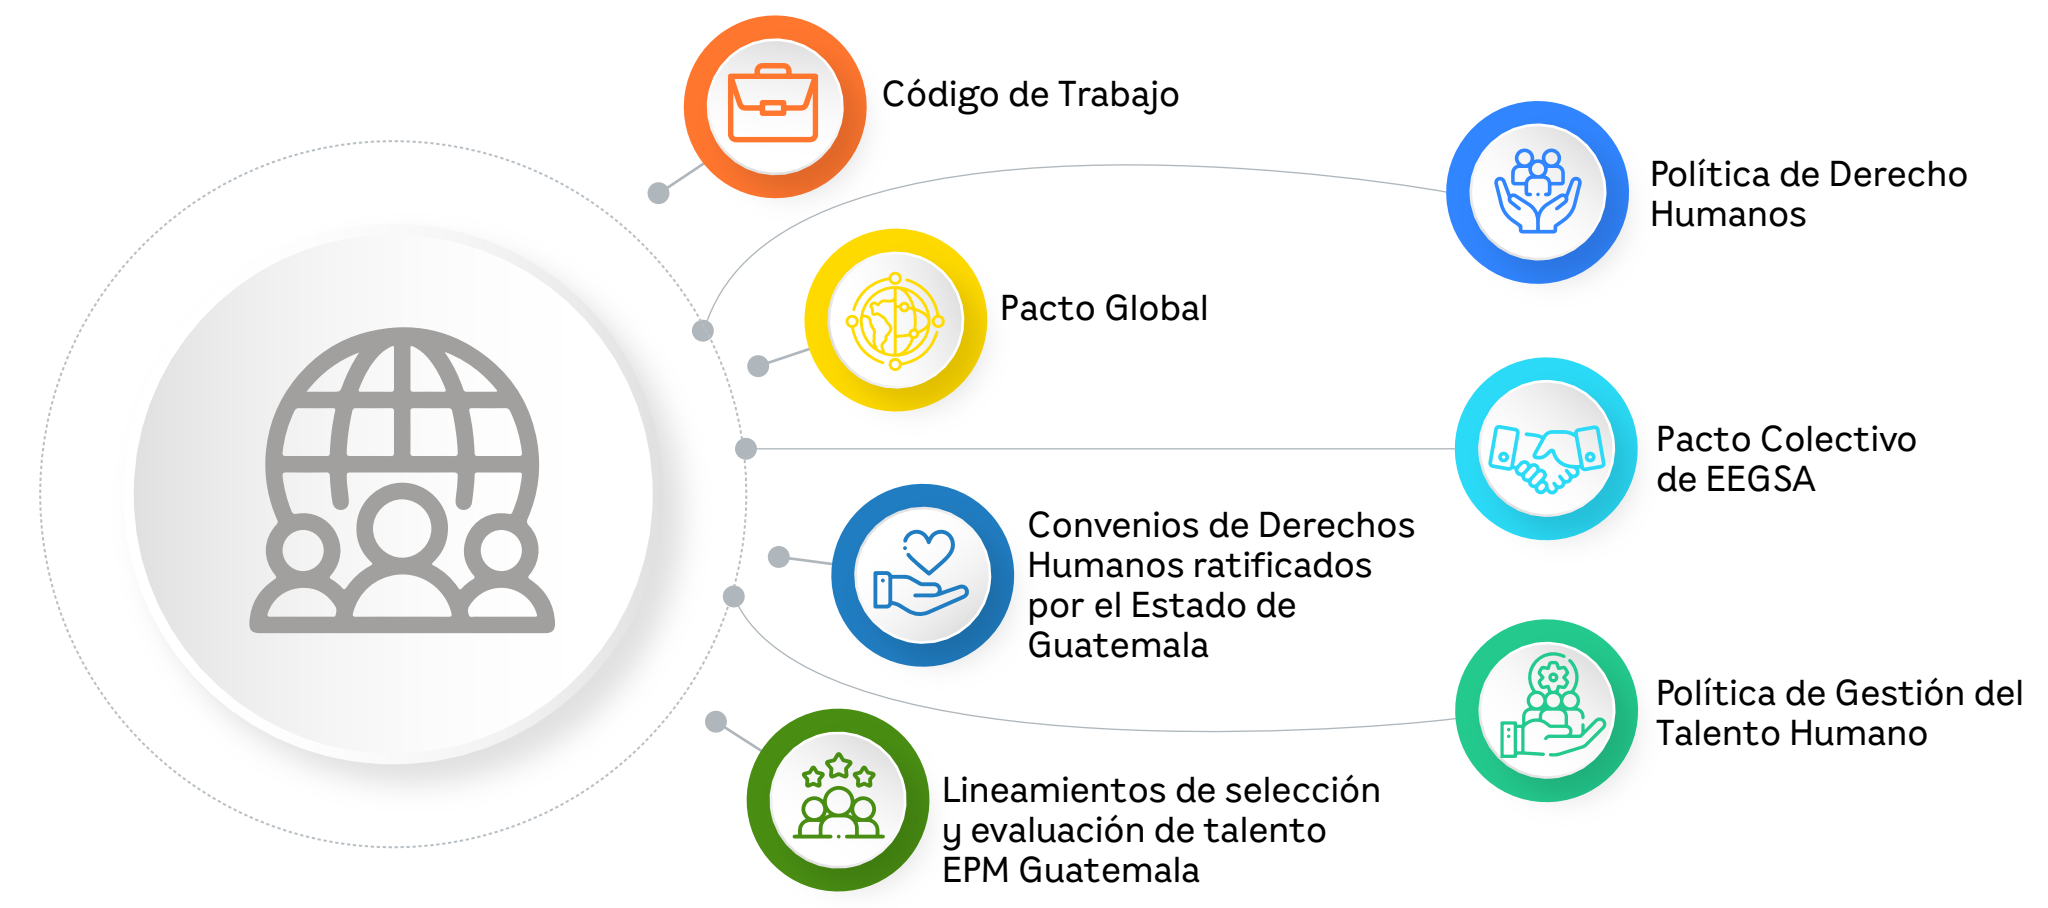 Código de Trabajo
Política de Derecho
Humanos
Pacto Global
Pacto Colectivo
de EEGSA
Convenios de Derechos
Humanos ratificados
por el Estado de
Guatemala
Política de Gestión del
Talento Humano
Lineamientos de selección
y evaluación de talento
EPM Guatemala